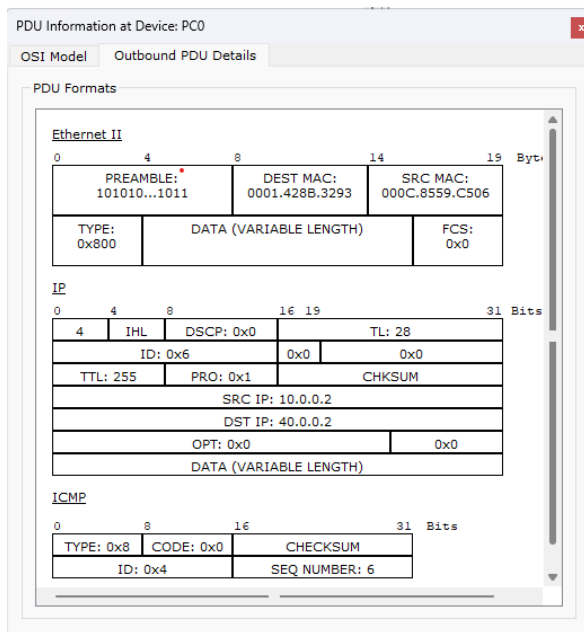 PDU Information at Device: PC0
x
OSI Model Outbound PDU Details
PDU Formats
Ethernet II
0 4 8 14 19 Byte
PREAMBLE: DEST MAC: SRC MAC:
101010...1011 0001.428B.3293 000C.8559.C506
TYPE: DATA (VARIABLE LENGTH) FCS:
0x800 0x0
IP
0 4 8 16 19 31 Bits
4 IHL DSCP: 0x0 TL: 28
ID: 0x6 0x0 0x0
TTL: 255 PRO: 0x1 CHKSUM
SRC IP: 10.0.0.2
DST IP: 40.0.0.2
OPT: 0x0 0x0
DATA (VARIABLE LENGTH)
ICMP
0 8 16 31 Bits
TYPE: 0x8 CODE: 0x0 CHECKSUM
ID: 0x4 SEQ NUMBER: 6